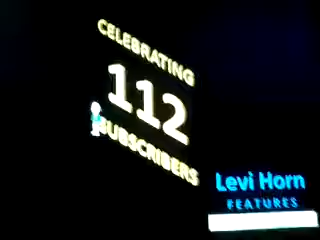 CELEBRATING
112
SUBSCRIBERS
Levi Horn
FEATURES